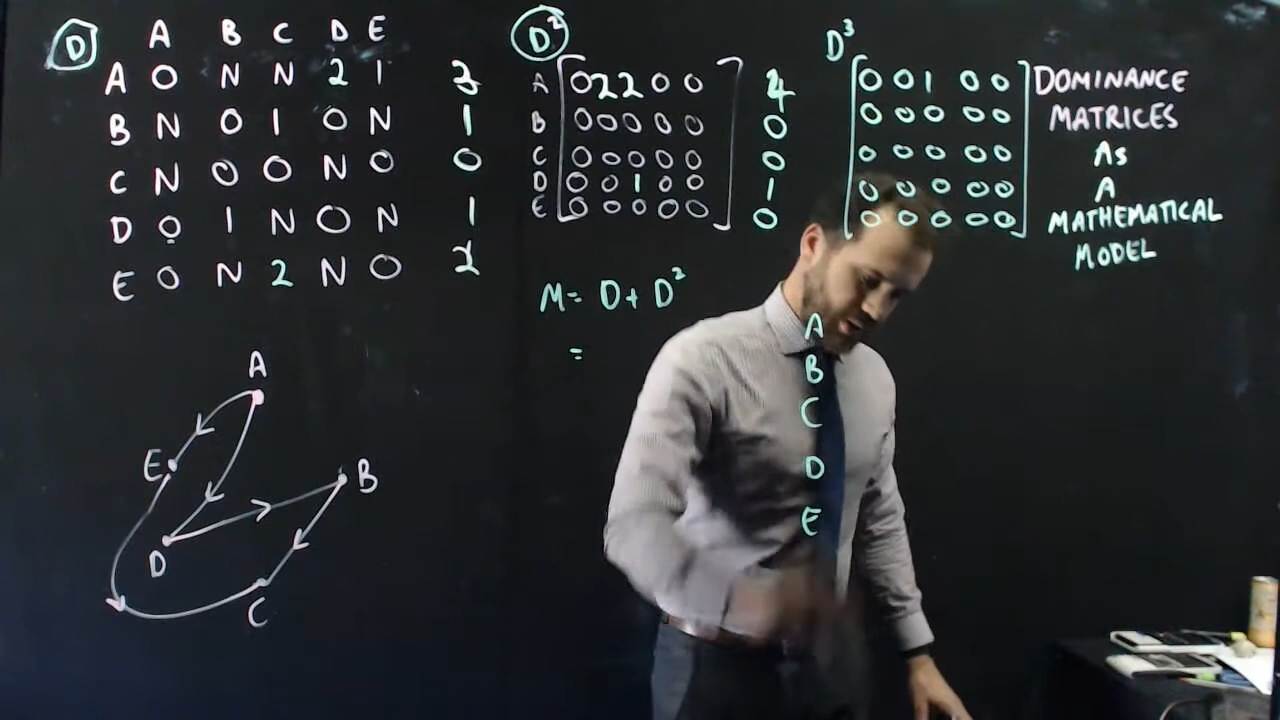 D A B C D E
A 0 N N 2 1 3
B N 0 1 0 N 1
C N 0 0 N 0 0
D 0 1 N 0 N 1
E 0 N 2 N 0 2
D²
A 0 2 2 0 0 4
B 0 0 0 0 0 0
C 0 0 0 0 0 0
D 0 0 1 0 0 1
E 0 0 0 0 0 0
D³
0 0 1 0 0
0 0 0 0 0
0 0 0 0 0
0 0 0 0 0
0 0 0 0 0
DOMINANCE
MATRICES
AS
A
MATHEMATICAL
MODEL
M = D + D²
=
A
B
C
D
E
A
E
B
D
C